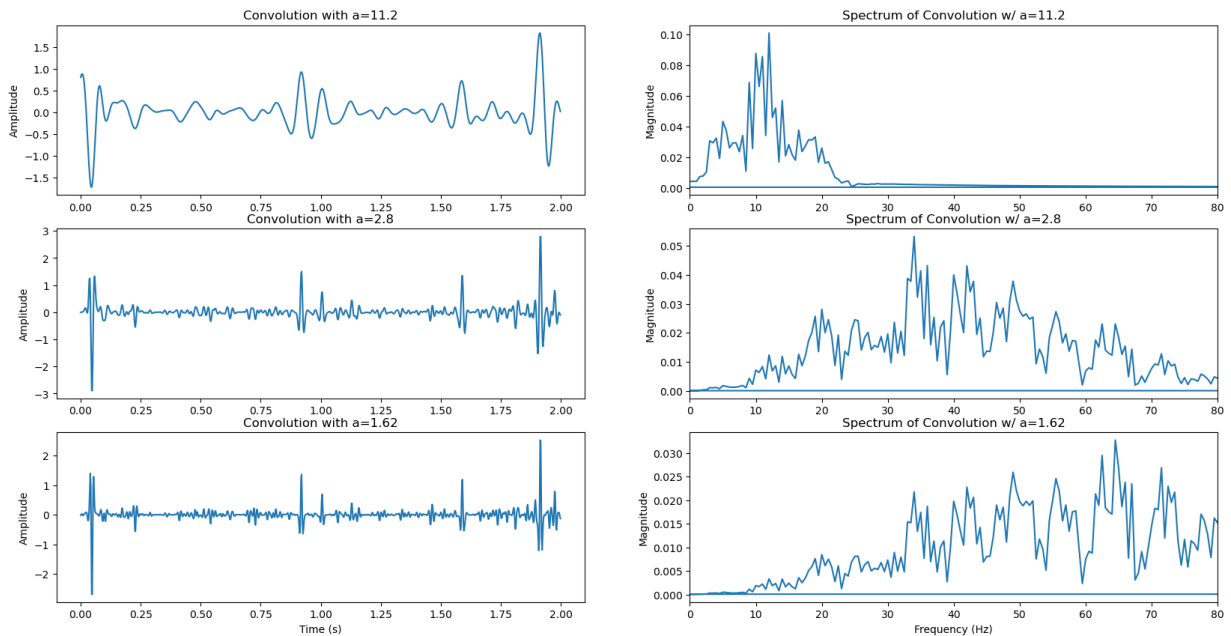 Convolution with a=11.2
Amplitude
1.5
1.0
0.5
0.0
−0.5
−1.0
−1.5
0.00 0.25 0.50 0.75 1.00 1.25 1.50 1.75 2.00
Spectrum of Convolution w/ a=11.2
Magnitude
0.10
0.08
0.06
0.04
0.02
0.00
0 10 20 30 40 50 60 70 80
Convolution with a=2.8
Amplitude
3
2
1
0
−1
−2
−3
0.00 0.25 0.50 0.75 1.00 1.25 1.50 1.75 2.00
Spectrum of Convolution w/ a=2.8
Magnitude
0.05
0.04
0.03
0.02
0.01
0.00
0 10 20 30 40 50 60 70 80
Convolution with a=1.62
Amplitude
2
1
0
−1
−2
0.00 0.25 0.50 0.75 1.00 1.25 1.50 1.75 2.00
Time (s)
Spectrum of Convolution w/ a=1.62
Magnitude
0.030
0.025
0.020
0.015
0.010
0.005
0.000
0 10 20 30 40 50 60 70 80
Frequency (Hz)